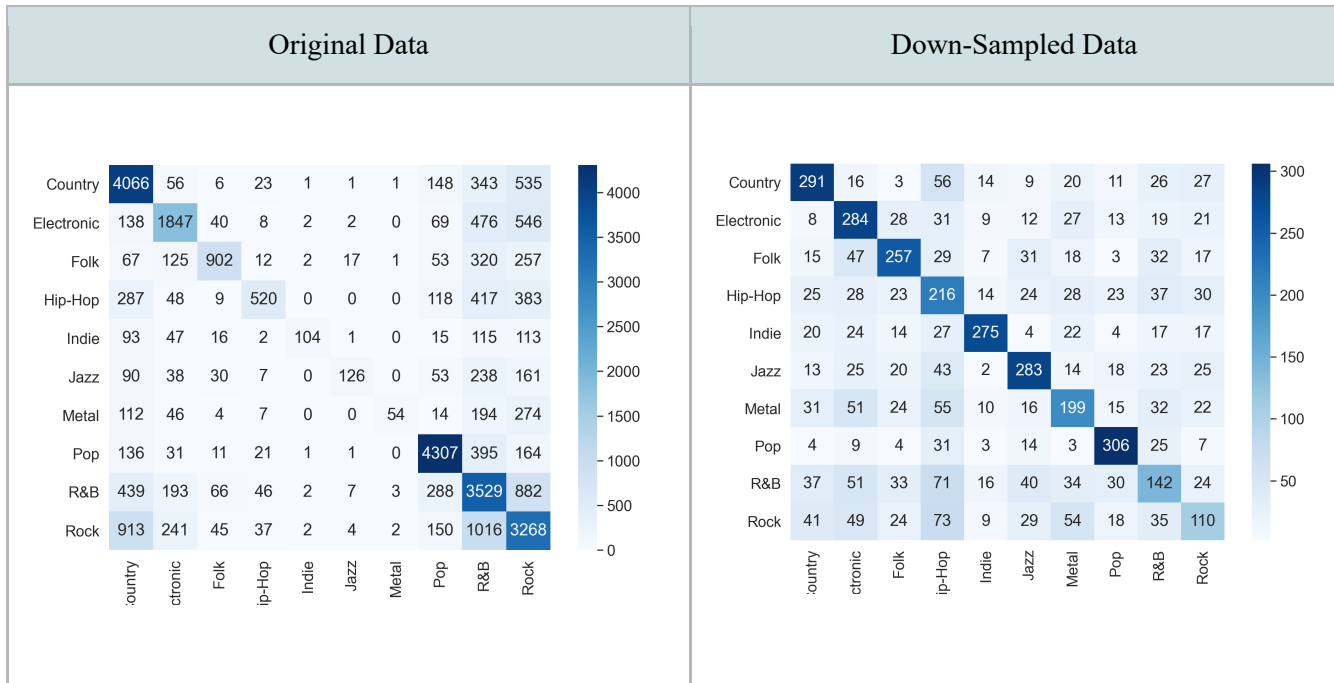 Original Data
Down-Sampled Data
Country 4066 56 6 23 1 1 1 148 343 535
Electronic 138 1847 40 8 2 2 0 69 476 546
Folk 67 125 902 12 2 17 1 53 320 257
Hip-Hop 287 48 9 520 0 0 0 118 417 383
Indie 93 47 16 2 104 1 0 15 115 113
Jazz 90 38 30 7 0 126 0 53 238 161
Metal 112 46 4 7 0 0 54 14 194 274
Pop 136 31 11 21 1 1 0 4307 395 164
R&B 439 193 66 46 2 7 3 288 3529 882
Rock 913 241 45 37 2 4 2 150 1016 3268
ountry ctronic Folk ip-Hop Indie Jazz Metal Pop R&B Rock
4000
3500
3000
2500
2000
1500
1000
500
0
Country 291 16 3 56 14 9 20 11 26 27
Electronic 8 284 28 31 9 12 27 13 19 21
Folk 15 47 257 29 7 31 18 3 32 17
Hip-Hop 25 28 23 216 14 24 28 23 37 30
Indie 20 24 14 27 275 4 22 4 17 17
Jazz 13 25 20 43 2 283 14 18 23 25
Metal 31 51 24 55 10 16 199 15 32 22
Pop 4 9 4 31 3 14 3 306 25 7
R&B 37 51 33 71 16 40 34 30 142 24
Rock 41 49 24 73 9 29 54 18 35 110
ountry ctronic Folk ip-Hop Indie Jazz Metal Pop R&B Rock
300
250
200
150
100
50